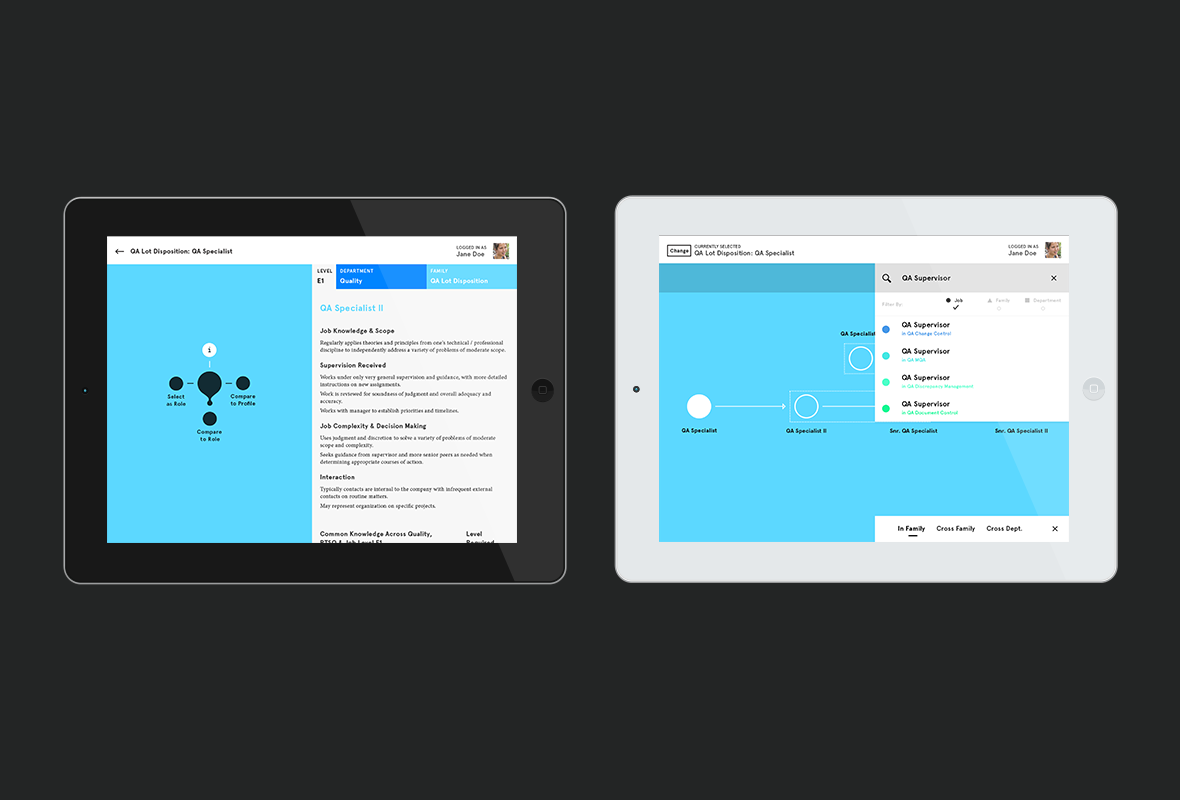 QA Lot Disposition: QA Specialist
LOGGED IN AS
Jane Doe
LEVEL
E1
DEPARTMENT
Quality
FAMILY
QA Lot Disposition
i
Select
as Role
Compare
to Profile
Compare
to Role
QA Specialist II
Job Knowledge & Scope
Regularly applies theories and principles from one's technical / professional
discipline to independently address a variety of problems of moderate scope.
Supervision Received
Works under only very general supervision and guidance, with more detailed
instructions on new assignments.
Work is reviewed for soundness of judgment and overall adequacy and
accuracy.
Works with manager to establish priorities and timelines.
Job Complexity & Decision Making
Uses judgment and discretion to solve a variety of problems of moderate
scope and complexity.
Seeks guidance from supervision and more senior peers as needed when
determining appropriate courses of action.
Interaction
Typically contacts are internal to the company with infrequent external
contacts on routine matters.
May represent organization on specific projects.
Common Knowledge Across Quality,
PTSO & Job Level E1
Level
Required
Change
CURRENTLY SELECTED
QA Lot Disposition: QA Specialist
LOGGED IN AS
Jane Doe
QA Supervisor
Filter By:
Job
Family
Department
QA Supervisor
in QA Change Control
QA Supervisor
in QA MQA
QA Supervisor
in QA Discrepancy Management
QA Supervisor
in QA Document Control
QA Specialist
QA Specialist
QA Specialist II
Snr. QA Specialist
Snr. QA Specialist II
In Family
Cross Family
Cross Dept.